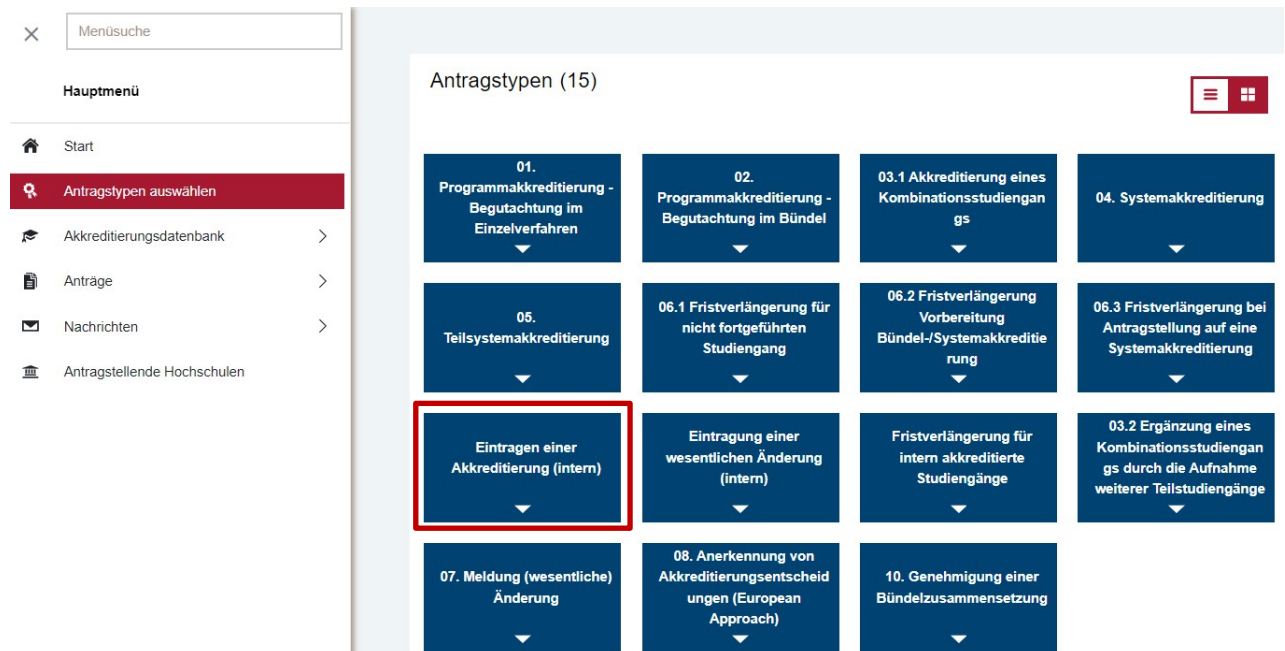 Menüsuche
Hauptmenü
Start
Antragstypen auswählen
Akkreditierungsdatenbank
Anträge
Nachrichten
Antragstellende Hochschulen
Antragstypen (15)
01.
Programmakkreditierung -
Begutachtung im
Einzelverfahren
02.
Programmakkreditierung -
Begutachtung im Bündel
03.1 Akkreditierung eines
Kombinationsstudiengan
gs
04. Systemakkreditierung
05.
Teilsystemakkreditierung
06.1 Fristverlängerung für
nicht fortgeführten
Studiengang
06.2 Fristverlängerung
Vorbereitung
Bündel-/Systemakkreditie
rung
06.3 Fristverlängerung bei
Antragstellung auf eine
Systemakkreditierung
Eintragen einer
Akkreditierung (intern)
Eintragung einer
wesentlichen Änderung
(intern)
Fristverlängerung für
intern akkreditierte
Studiengänge
03.2 Ergänzung eines
Kombinationsstudiengan
gs durch die Aufnahme
weiterer Teilstudiengänge
07. Meldung (wesentliche)
Änderung
08. Anerkennung von
Akkreditierungsentscheid
ungen (European
Approach)
10. Genehmigung einer
Bündelzusammensetzung